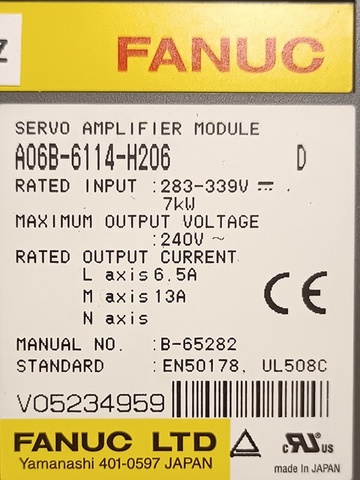 Z
FANUC
SERVO AMPLIFIER MODULE
A06B-6114-H206 D
RATED INPUT :283-339V ⎓
7kW
MAXIMUM OUTPUT VOLTAGE
:240V ~
RATED OUTPUT CURRENT
L axis 6.5A
M axis 13A
N axis
CE
MANUAL NO. :B-65282
STANDARD :EN50178, UL508C
V05234959
FANUC LTD
Yamanashi 401-0597 JAPAN
c RU US
Made in JAPAN